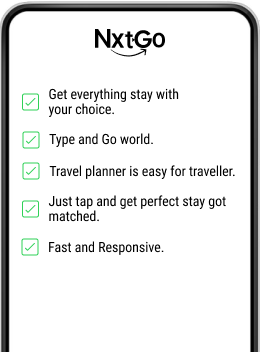 NxtGo
Get everything stay with
your choice.
Type and Go world.
Travel planner is easy for traveller.
Just tap and get perfect stay got
matched.
Fast and Responsive.